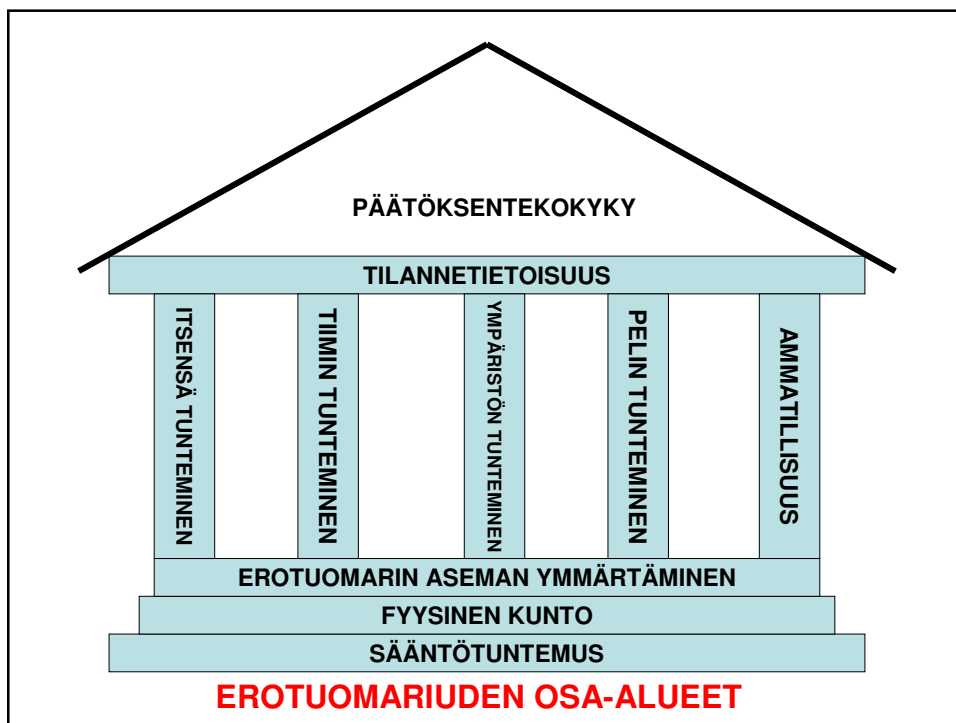 PÄÄTÖKSENTEKOKYKY
TILANNETIETOISUUS
ITSENSÄ TUNTEMINEN
TIIMIN TUNTEMINEN
YMPÄRISTÖN TUNTEMINEN
PELIN TUNTEMINEN
AMMATILLISUUS
EROTUOMARIN ASEMAN YMMÄRTÄMINEN
FYYSINEN KUNTO
SÄÄNTÖTUNTEMUS
EROTUOMARIUDEN OSA-ALUEET